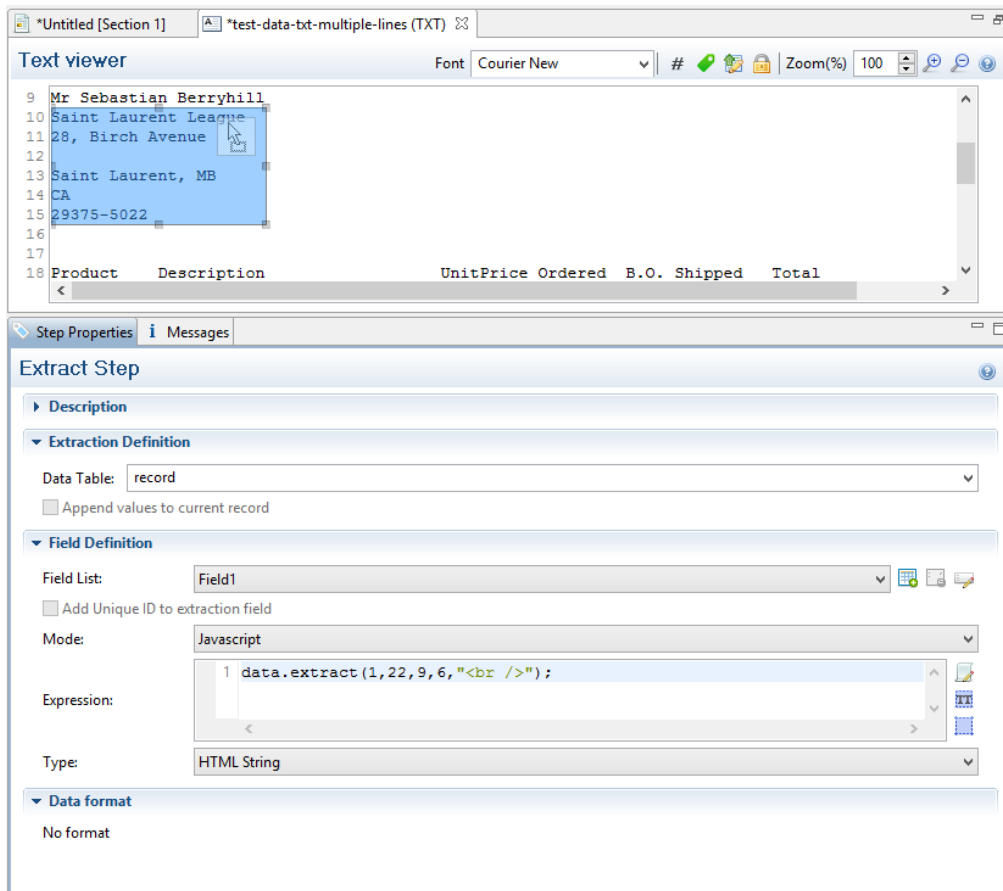 *Untitled [Section 1] *test-data-txt-multiple-lines (TXT)
Text viewer Font Courier New # Zoom(%) 100
9 Mr Sebastian Berryhill
10 Saint Laurent League
11 28, Birch Avenue
12
13 Saint Laurent, MB
14 CA
15 29375-5022
16
17
18 Product Description UnitPrice Ordered B.O. Shipped Total
Step Properties i Messages
Extract Step
Description
Extraction Definition
Data Table: record
Append values to current record
Field Definition
Field List: Field1
Add Unique ID to extraction field
Mode: Javascript
1 data.extract(1,22,9,6,"<br />");
Expression:
TT
Type: HTML String
Data format
No format